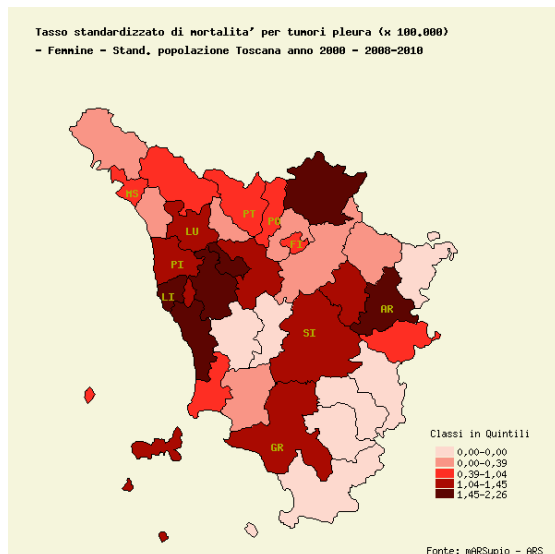 Tasso standardizzato di mortalita' per tumori pleura (x 100.000)
- Femmine - Stand. popolazione Toscana anno 2000 - 2008-2010
MS
PT
PO
LU
FI
PI
LI
AR
SI
GR
Classi in Quintili
0,00-0,00
0,00-0,39
0,39-1,04
1,04-1,45
1,45-2,26
Fonte: mARSupio - ARS